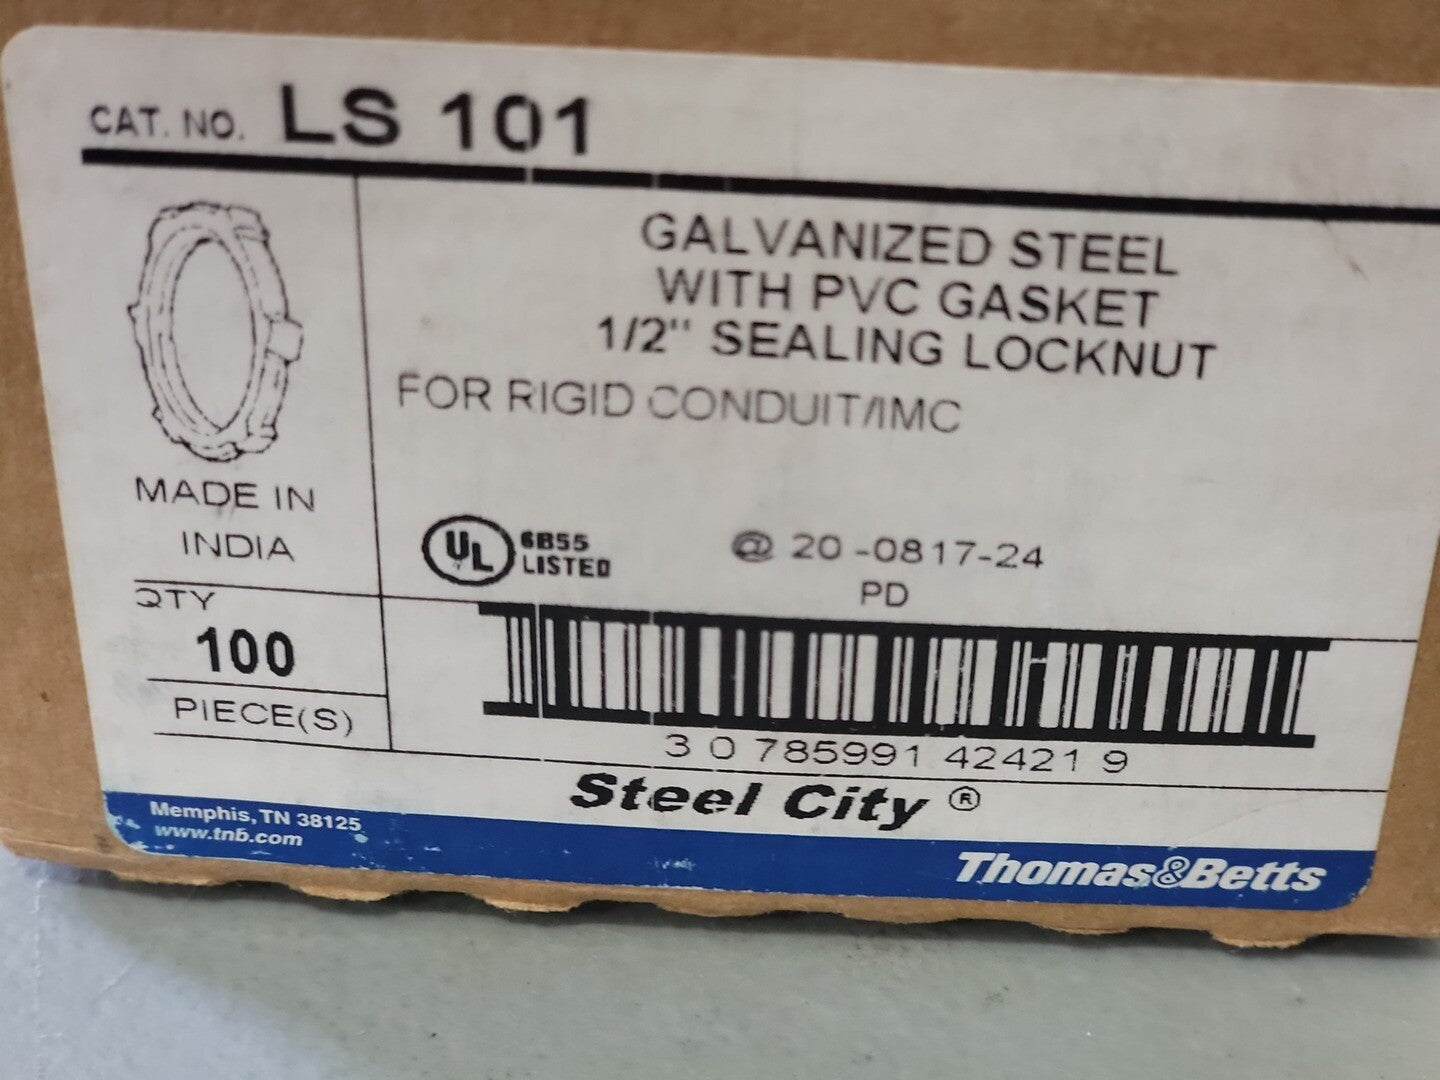 CAT. NO. LS 101
GALVANIZED STEEL
WITH PVC GASKET
1/2" SEALING LOCKNUT
FOR RIGID CONDUIT/IMC
MADE IN
INDIA
UL 6B55
LISTED
@ 20-0817-24
PD
QTY
100
PIECE(S)
3 0 785991 42421 9
Steel City ®
Memphis, TN 38125
www.tnb.com
Thomas&Betts